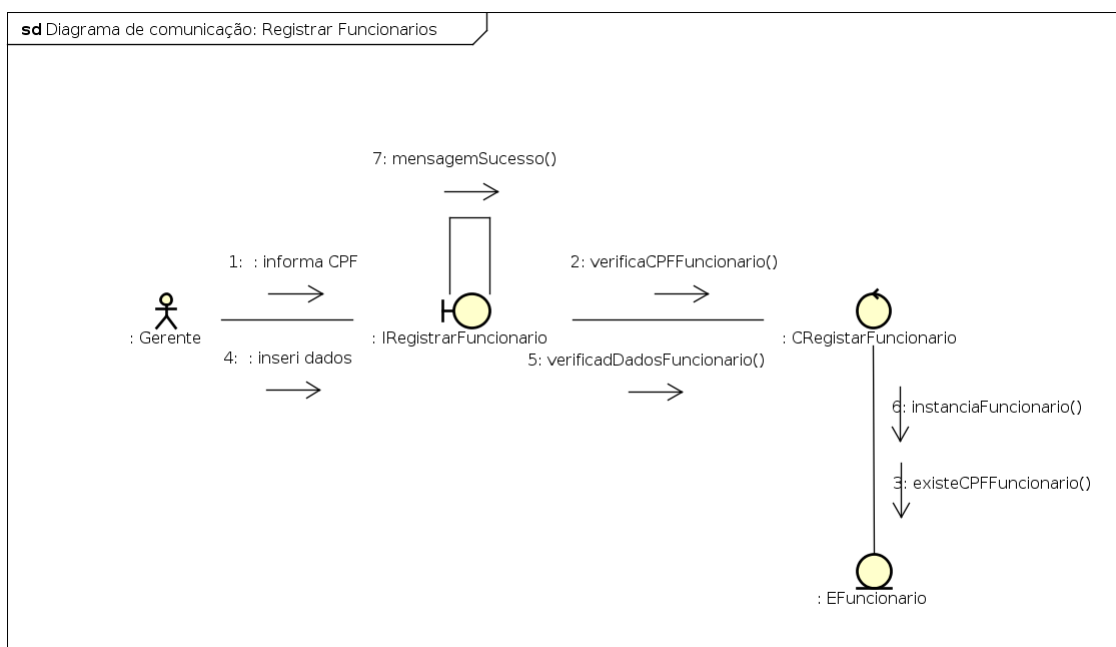 sd Diagrama de comunicação: Registrar Funcionarios
7: mensagemSucesso()
1: : informa CPF
2: verificaCPFFuncionario()
: Gerente
: IRegistrarFuncionario
: CRegistarFuncionario
4: : inseri dados
5: verificadDadosFuncionario()
6: instanciaFuncionario()
3: existeCPFFuncionario()
: EFuncionario